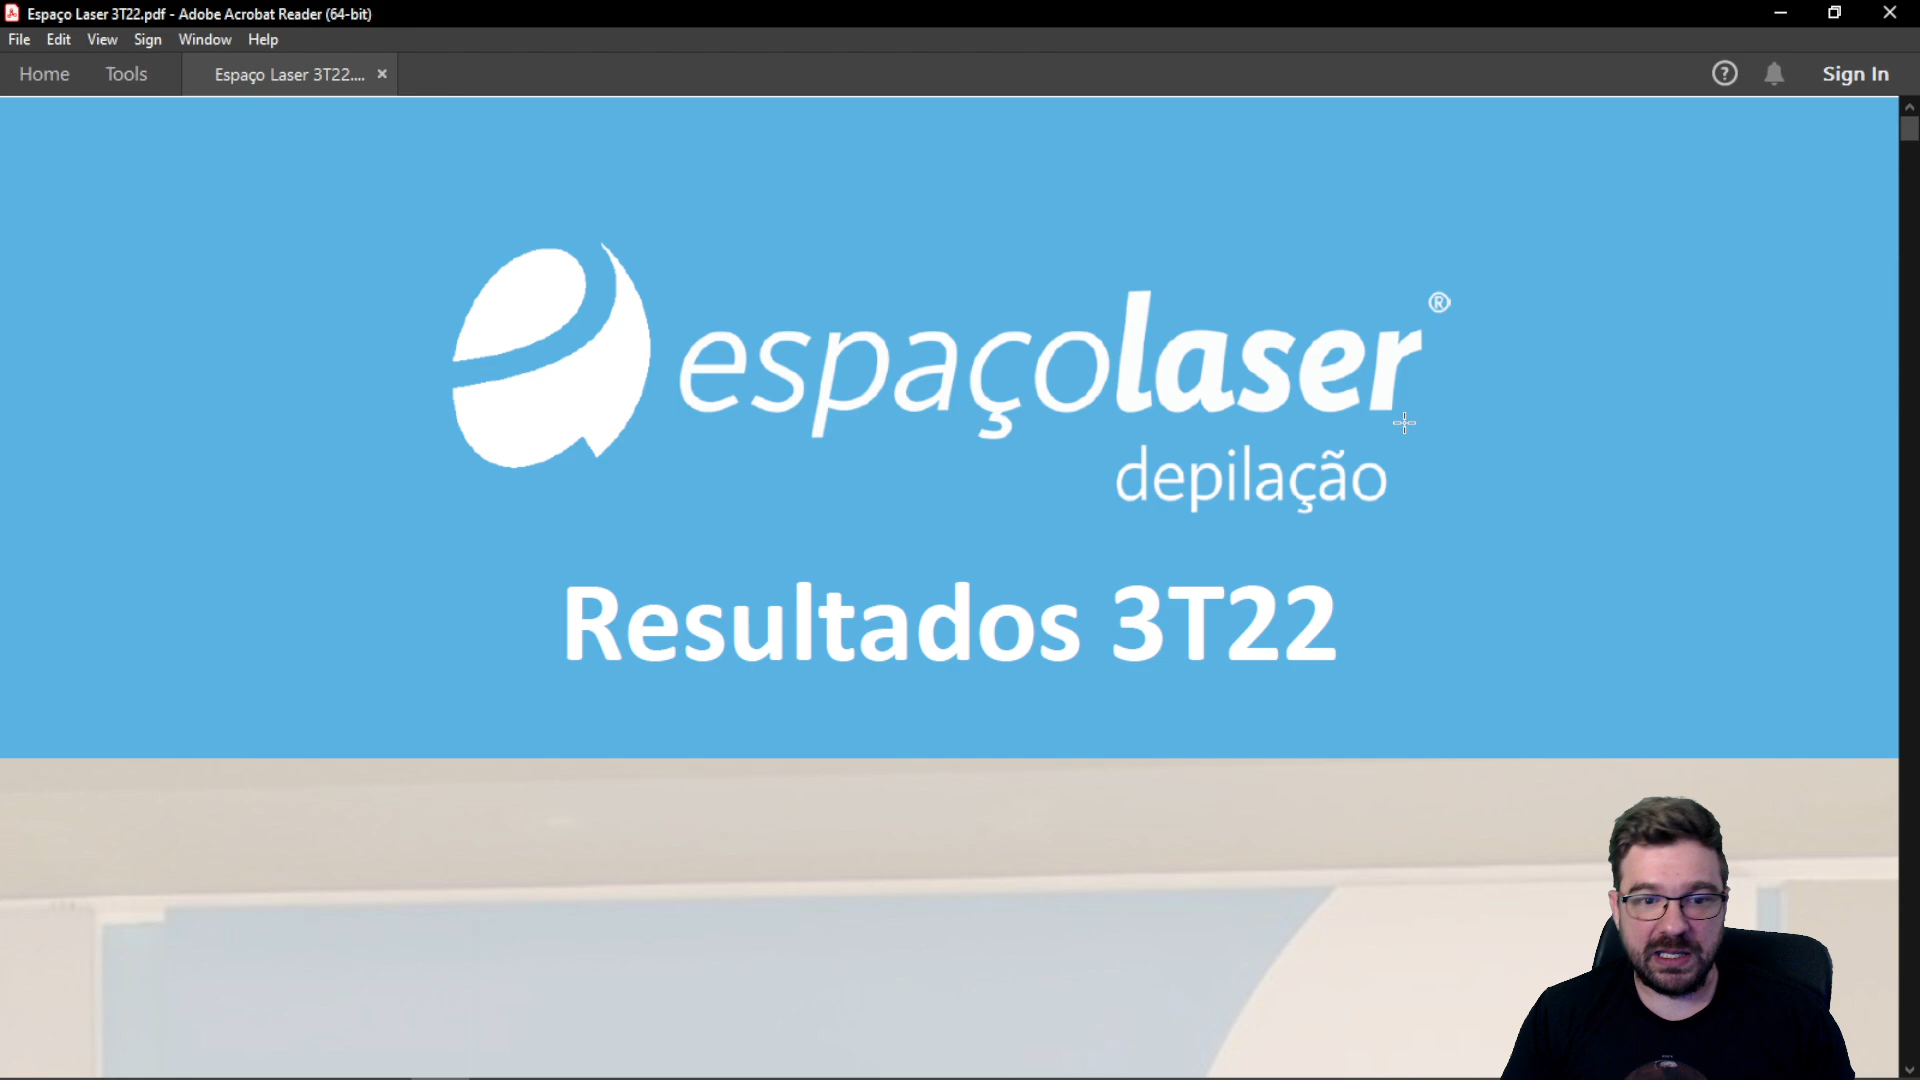 Espaço Laser 3T22.pdf - Adobe Acrobat Reader (64-bit)
File Edit View Sign Window Help
Home Tools Espaço Laser 3T22.... × Sign In
espaçolaser®
depilação
Resultados 3T22